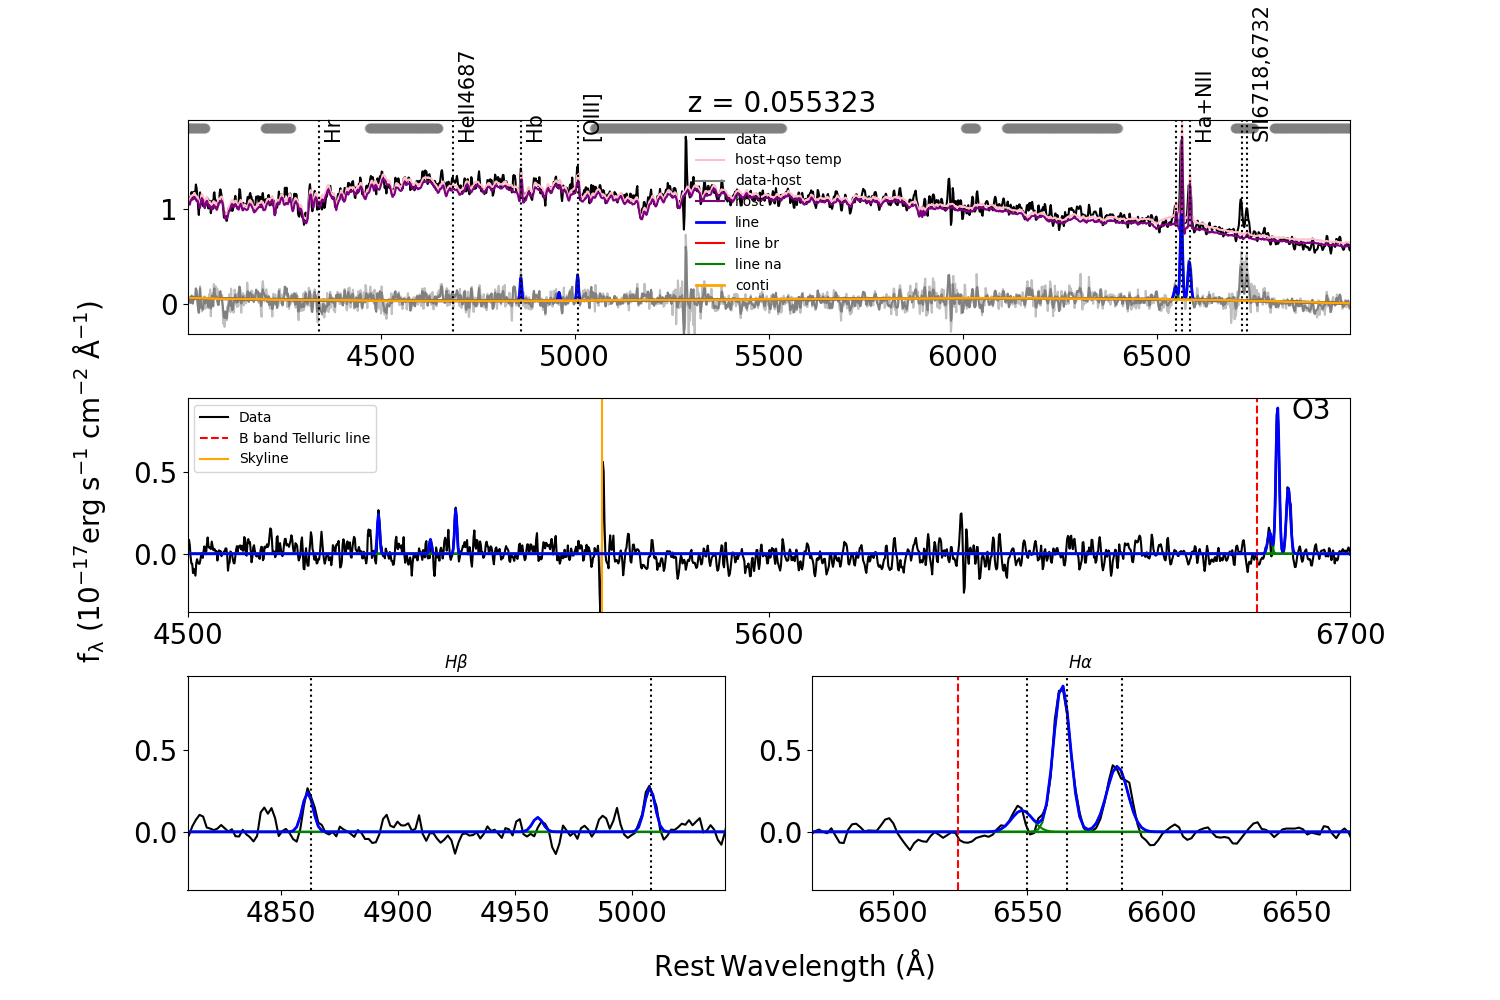 Hr
HeII4687
Hb
[OIII]
Ha+NII
SII6718,6732
z = 0.055323
data
host+qso temp
data-host
host
line
line br
line na
conti
1
0
4500
5000
5500
6000
6500
Data
B band Telluric line
Skyline
O3
0.5
0.0
4500
5600
6700
fλ (10⁻¹⁷erg s⁻¹ cm⁻² Å⁻¹)
Hβ
Hα
0.5
0.0
4850
4900
4950
5000
0.5
0.0
6500
6550
6600
6650
Rest Wavelength (Å)